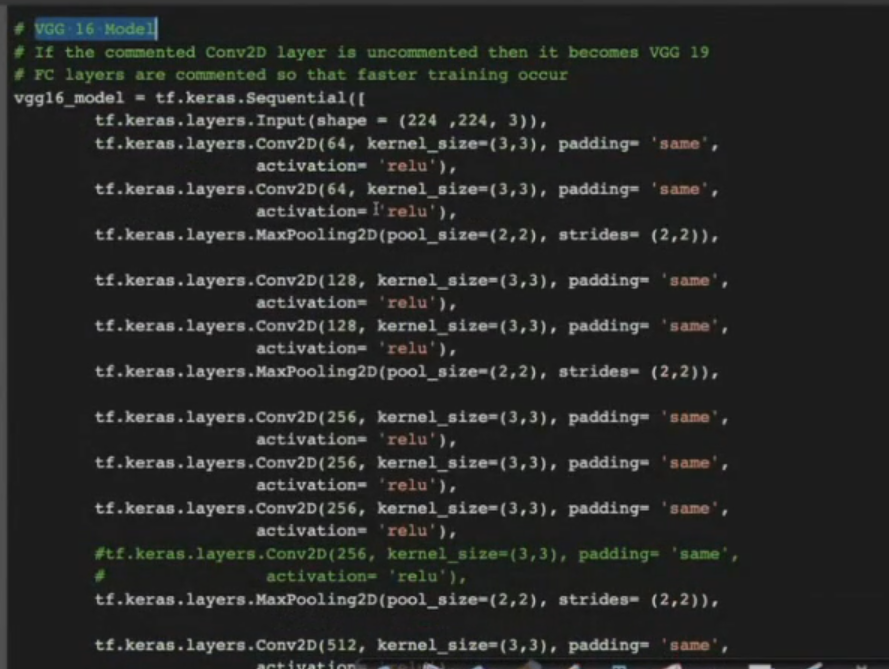 # VGG 16 Model
# If the commented Conv2D layer is uncommented then it becomes VGG 19
# FC layers are commented so that faster training occur
vgg16_model = tf.keras.Sequential([
tf.keras.layers.Input(shape = (224 ,224, 3)),
tf.keras.layers.Conv2D(64, kernel_size=(3,3), padding= 'same',
activation= 'relu'),
tf.keras.layers.Conv2D(64, kernel_size=(3,3), padding= 'same',
activation= 'relu'),
tf.keras.layers.MaxPooling2D(pool_size=(2,2), strides= (2,2)),
tf.keras.layers.Conv2D(128, kernel_size=(3,3), padding= 'same',
activation= 'relu'),
tf.keras.layers.Conv2D(128, kernel_size=(3,3), padding= 'same',
activation= 'relu'),
tf.keras.layers.MaxPooling2D(pool_size=(2,2), strides= (2,2)),
tf.keras.layers.Conv2D(256, kernel_size=(3,3), padding= 'same',
activation= 'relu'),
tf.keras.layers.Conv2D(256, kernel_size=(3,3), padding= 'same',
activation= 'relu'),
tf.keras.layers.Conv2D(256, kernel_size=(3,3), padding= 'same',
activation= 'relu'),
#tf.keras.layers.Conv2D(256, kernel_size=(3,3), padding= 'same',
# activation= 'relu'),
tf.keras.layers.MaxPooling2D(pool_size=(2,2), strides= (2,2)),
tf.keras.layers.Conv2D(512, kernel_size=(3,3), padding= 'same',